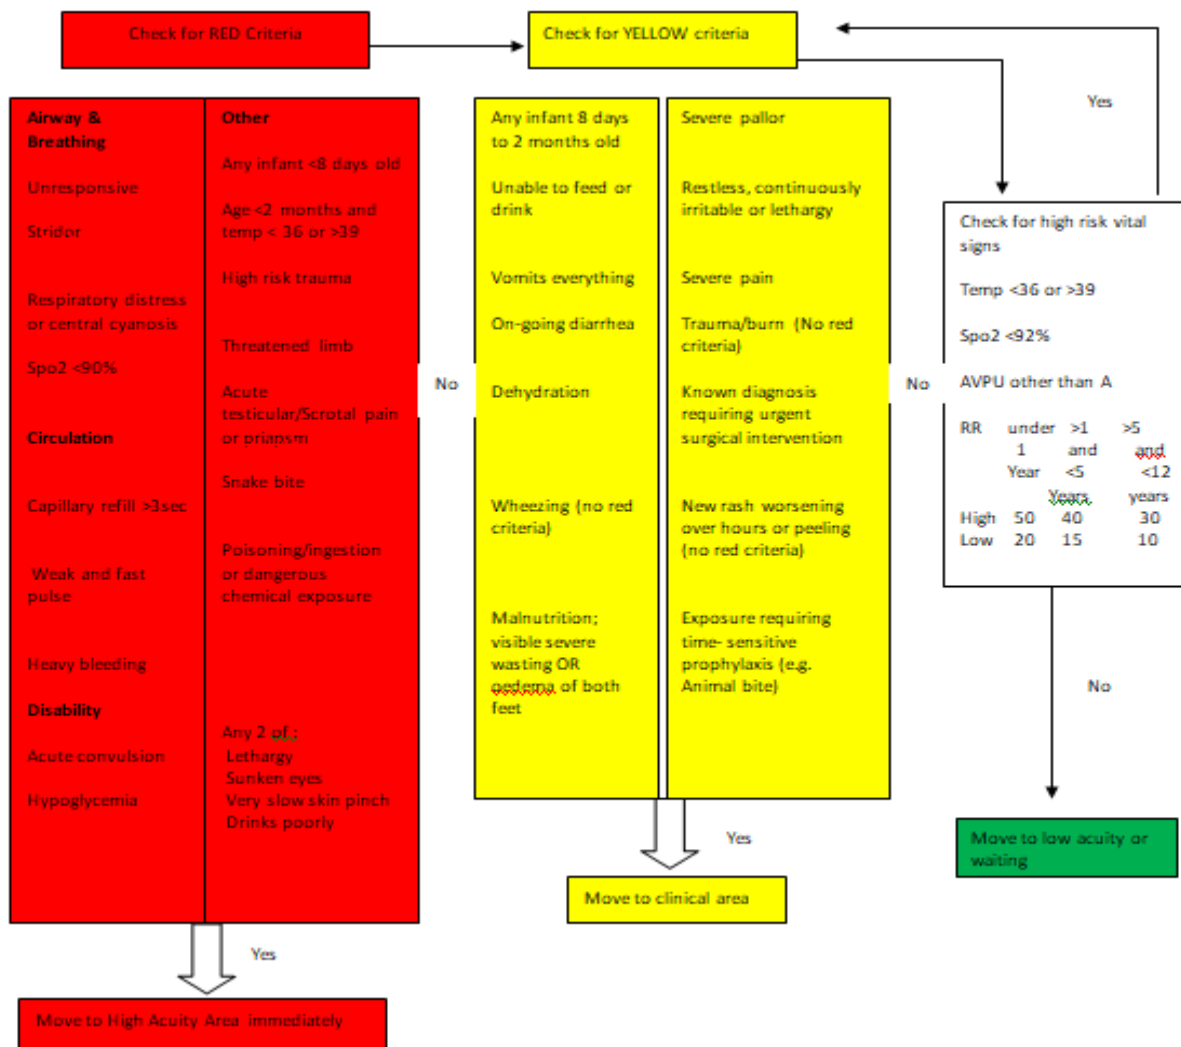 Check for RED Criteria
Check for YELLOW criteria
Airway &
Breathing
Unresponsive
Stridor
Respiratory distress
or central cyanosis
Spo2 <90%
Circulation
Capillary refill >3sec
Weak and fast
pulse
Heavy bleeding
Disability
Acute convulsion
Hypoglycemia
Other
Any infant <8 days old
Age <2 months and
temp < 36 or >39
High risk trauma
Threatened limb
Acute
testicular/Scrotal pain
or priapsm
Snake bite
Poisoning/ingestion
or dangerous
chemical exposure
Any 2 of ;
Lethargy
Sunken eyes
Very slow skin pinch
Drinks poorly
Yes
Move to High Acuity Area immediately
No
Any infant 8 days
to 2 months old
Unable to feed or
drink
Vomits everything
On-going diarrhea
Dehydration
Wheezing (no red
criteria)
Malnutrition;
visible severe
wasting OR
oedema of both
feet
Severe pallor
Restless, continuously
irritable or lethargy
Severe pain
Trauma/burn (No red
criteria)
Known diagnosis
requiring urgent
surgical intervention
New rash worsening
over hours or peeling
(no red criteria)
Exposure requiring
time- sensitive
prophylaxis (e.g.
Animal bite)
Yes
Move to clinical area
No
Yes
Check for high risk vital
signs
Temp <36 or >39
Spo2 <92%
AVPU other than A
RR under >1 >5
1 and and
Year <5 <12
Years years
High 50 40 30
Low 20 15 10
No
Move to low acuity or
waiting